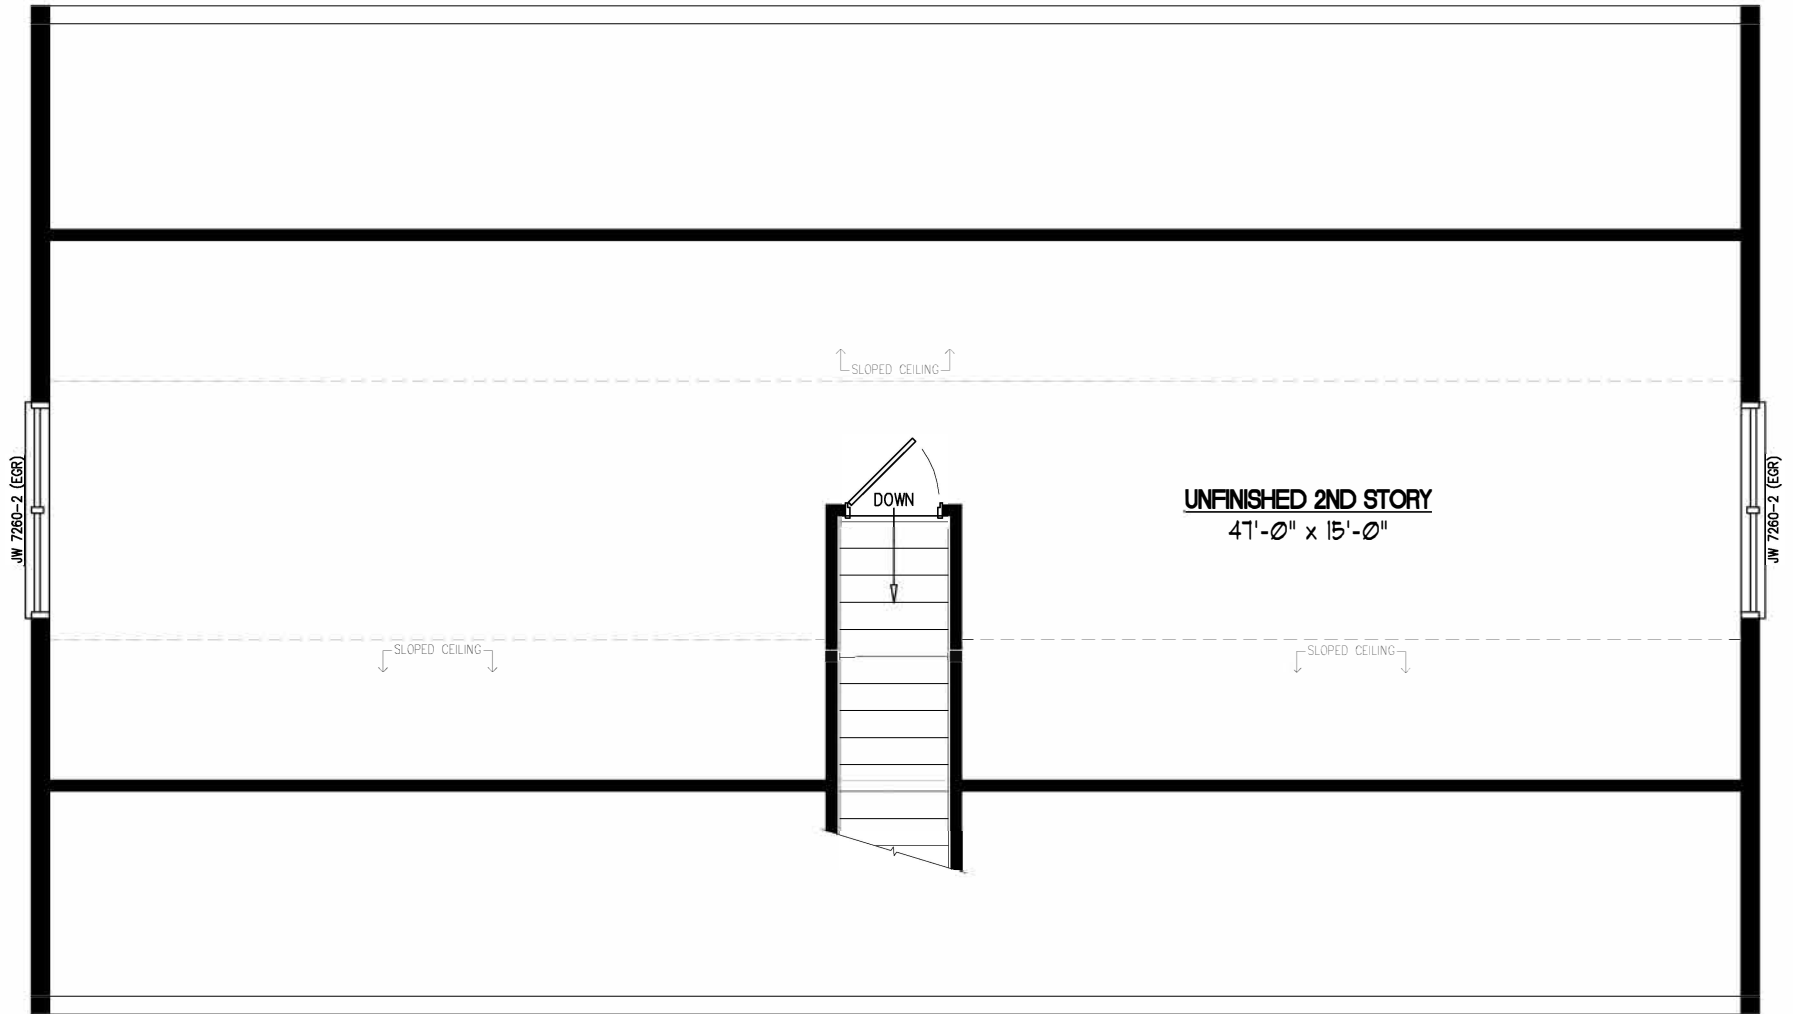 SLOPED CEILING
JW 7260-2 (EGR)
DOWN
UNFINISHED 2ND STORY
47'-0" x 15'-0"
JW 7260-2 (EGR)
SLOPED CEILING
SLOPED CEILING